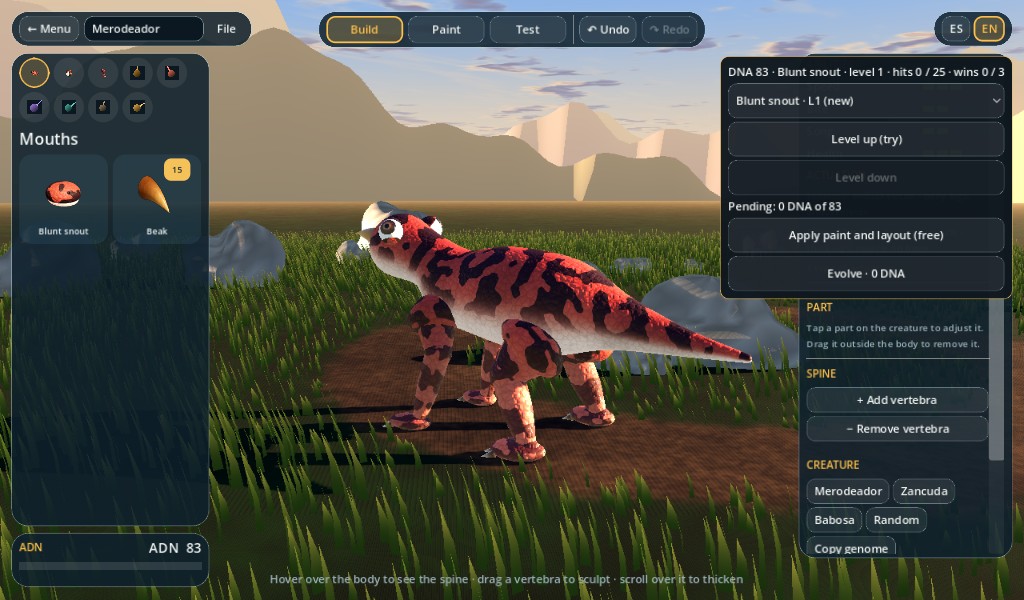 ← Menu
Merodeador
File
Build
Paint
Test
↶ Undo
↷ Redo
ES
EN
Mouths
15
Blunt snout
Beak
DNA 83 · Blunt snout · level 1 · hits 0 / 25 · wins 0 / 3
Blunt snout · L1 (new)
Level up (try)
Level down
Pending: 0 DNA of 83
Apply paint and layout (free)
Evolve · 0 DNA
PART
Tap a part on the creature to adjust it.
Drag it outside the body to remove it.
SPINE
+ Add vertebra
− Remove vertebra
CREATURE
Merodeador
Zancuda
Babosa
Random
Copy genome
ADN
ADN 83
Hover over the body to see the spine · drag a vertebra to sculpt · scroll over it to thicken